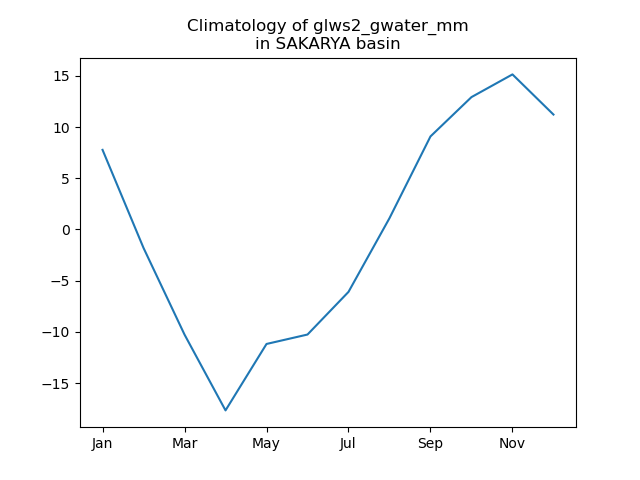 Climatology of glws2_gwater_mm
in SAKARYA basin
15
10
5
0
−5
−10
−15
Jan
Mar
May
Jul
Sep
Nov